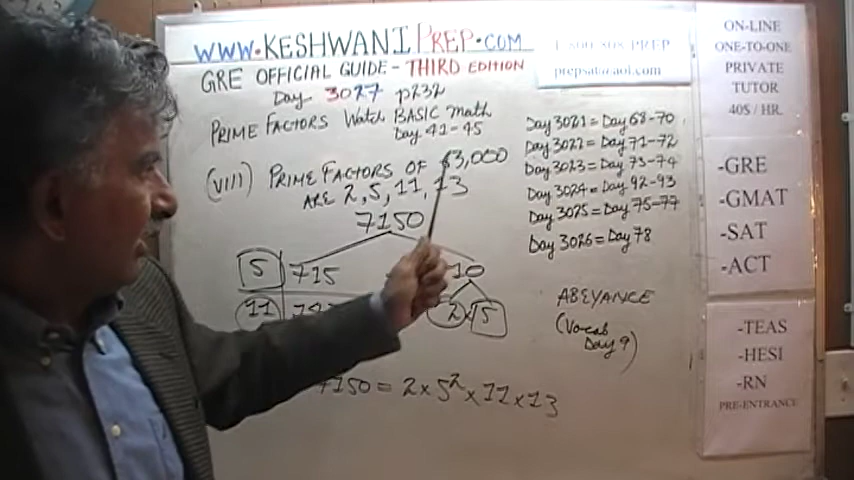 WWW.KESHWANIPREP.COM
GRE OFFICIAL GUIDE - THIRD EDITION
Day 3027 p232
PRIME FACTORS Watch BASIC Math
Day 41-45
(VIII) PRIME FACTORS OF 63,000
ARE 2,5,11,13
7150
5 715
10
11
2 x 5
7150 = 2 x 5² x 11 x 13
prepsat@aol.com
Day 3021 = Day 68-70
Day 3022 = Day 71-72
Day 3023 = Day 73-74
Day 3024 = Day 92-93
Day 3025 = Day 75-77
Day 3026 = Day 78
ABEYANCE
(Vocab
Day 9)
ON-LINE
ONE-TO-ONE
PRIVATE
TUTOR
40$ / HR.
-GRE
-GMAT
-SAT
-ACT
-TEAS
-HESI
-RN
PRE-ENTRANCE